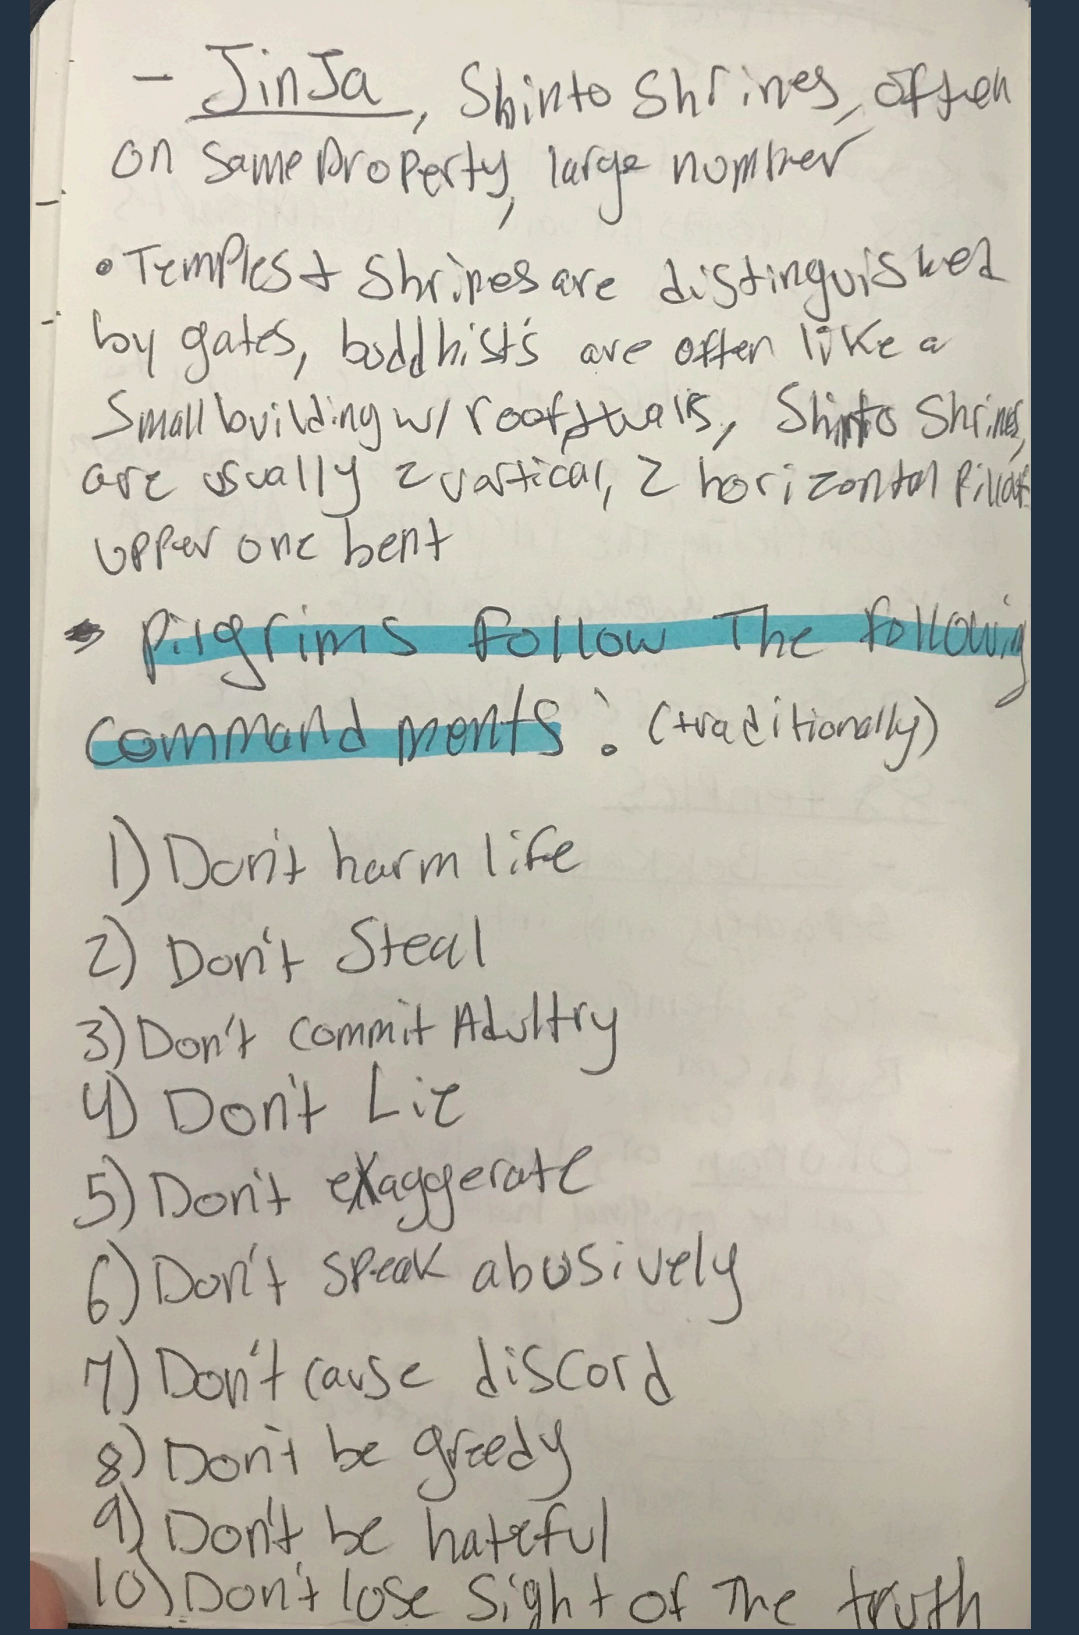 - JinJa, Shinto Shrines, often
on same property, large number
• Temples + Shrines are distinguished
by gates, buddhists are often like a
Small building w/ roof + walls, Shinto Shrines
are usually 2 vertical, 2 horizontal Pillars
upper one bent
Pilgrims follow The following
commandments: (traditionally)
1) Don't harm life
2) Don't Steal
3) Don't commit Adultry
4) Don't Lie
5) Don't exaggerate
6) Don't speak abusively
7) Don't cause discord
8) Don't be greedy
9) Don't be hateful
10) Don't lose Sight of The truth